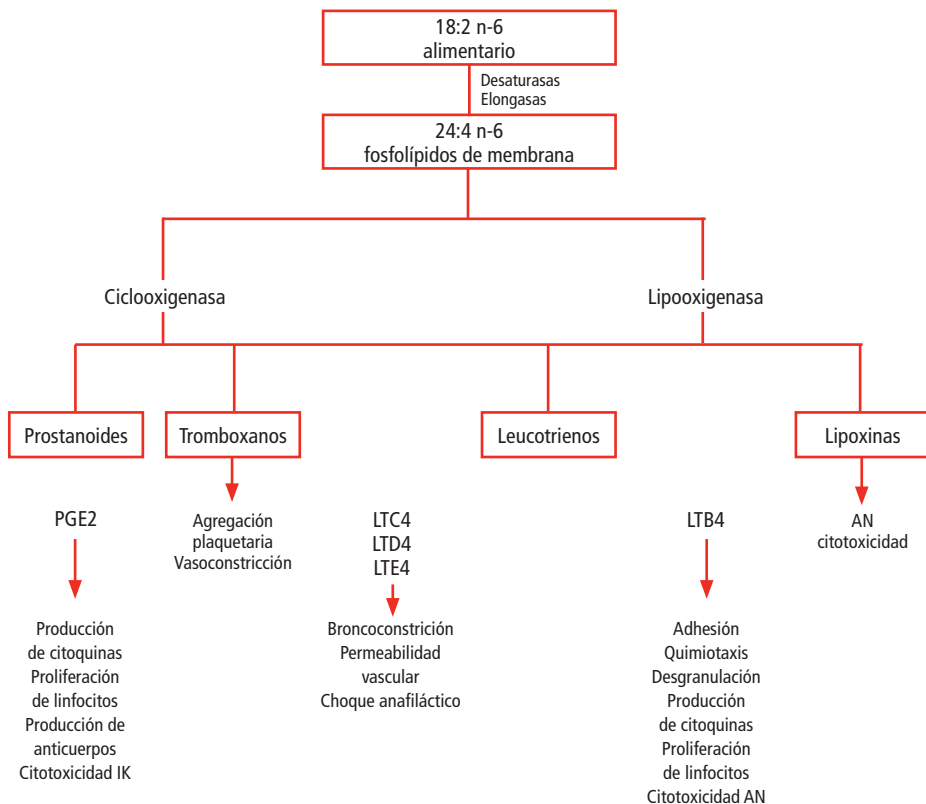 18:2 n-6
alimentario
Desaturasas
Elongasas
24:4 n-6
fosfolípidos de membrana
Ciclooxigenasa
Lipooxigenasa
Prostanoides
Tromboxanos
Leucotrienos
Lipoxinas
PGE2
Producción
de citoquinas
Proliferación
de linfocitos
Producción de
anticuerpos
Citotoxicidad IK
Agregación
plaquetaria
Vasoconstricción
LTC4
LTD4
LTE4
Broncoconstrición
Permeabilidad
vascular
Choque anafiláctico
LTB4
Adhesión
Quimiotaxis
Desgranulación
Producción
de citoquinas
Proliferación
de linfocitos
Citotoxicidad AN
AN
citotoxicidad